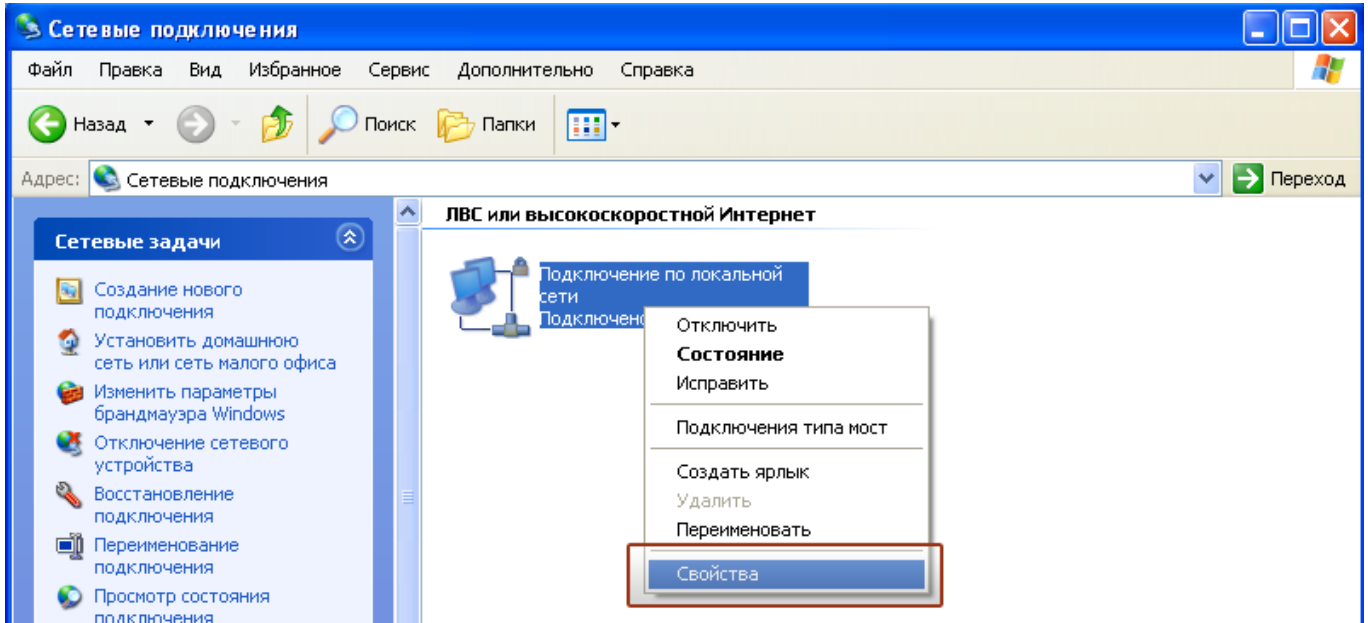 Сетевые подключения
Файл Правка Вид Избранное Сервис Дополнительно Справка
Назад Поиск Папки
Адрес: Сетевые подключения Переход
Сетевые задачи
Создание нового
подключения
Установить домашнюю
сеть или сеть малого офиса
Изменить параметры
брандмауэра Windows
Отключение сетевого
устройства
Восстановление
подключения
Переименование
подключения
Просмотр состояния
подключения
ЛВС или высокоскоростной Интернет
Подключение по локальной
сети
Подключено
Отключить
Состояние
Исправить
Подключения типа мост
Создать ярлык
Удалить
Переименовать
Свойства